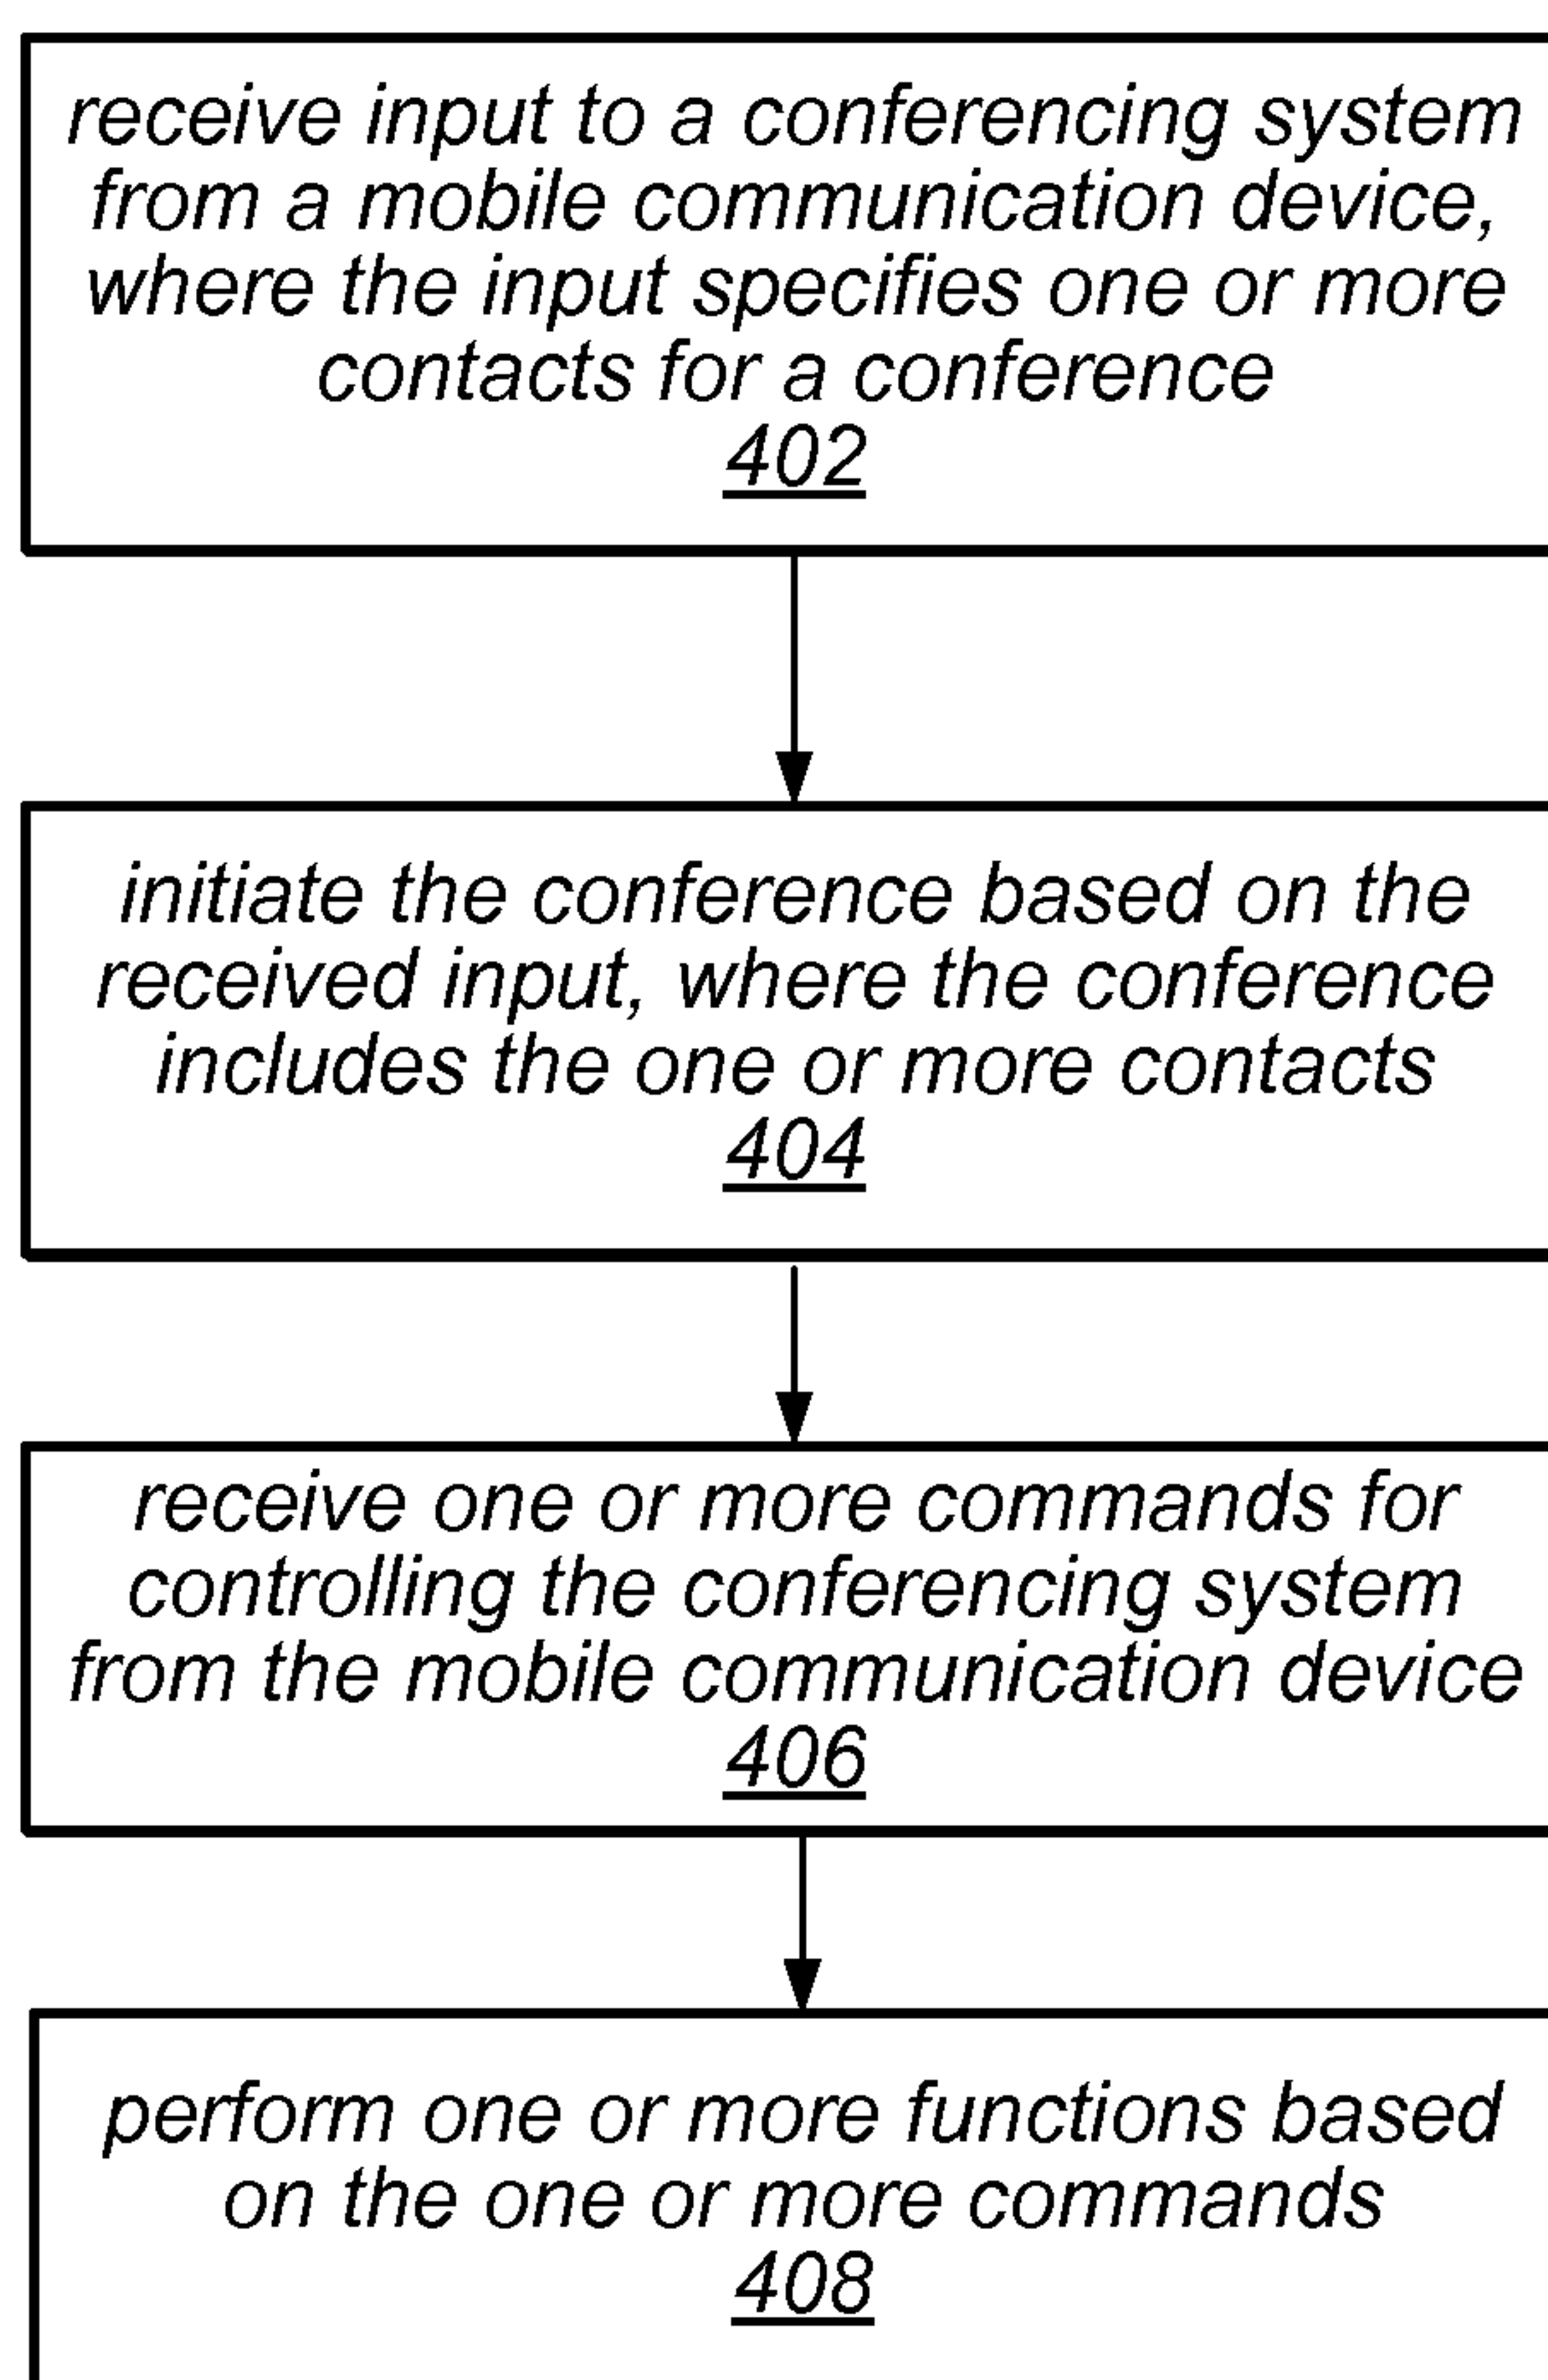 receive input to a conferencing system
from a mobile communication device,
where the input specifies one or more
contacts for a conference
402
initiate the conference based on the
received input, where the conference
includes the one or more contacts
404
receive one or more commands for
controlling the conferencing system
from the mobile communication device
406
perform one or more functions based
on the one or more commands
408